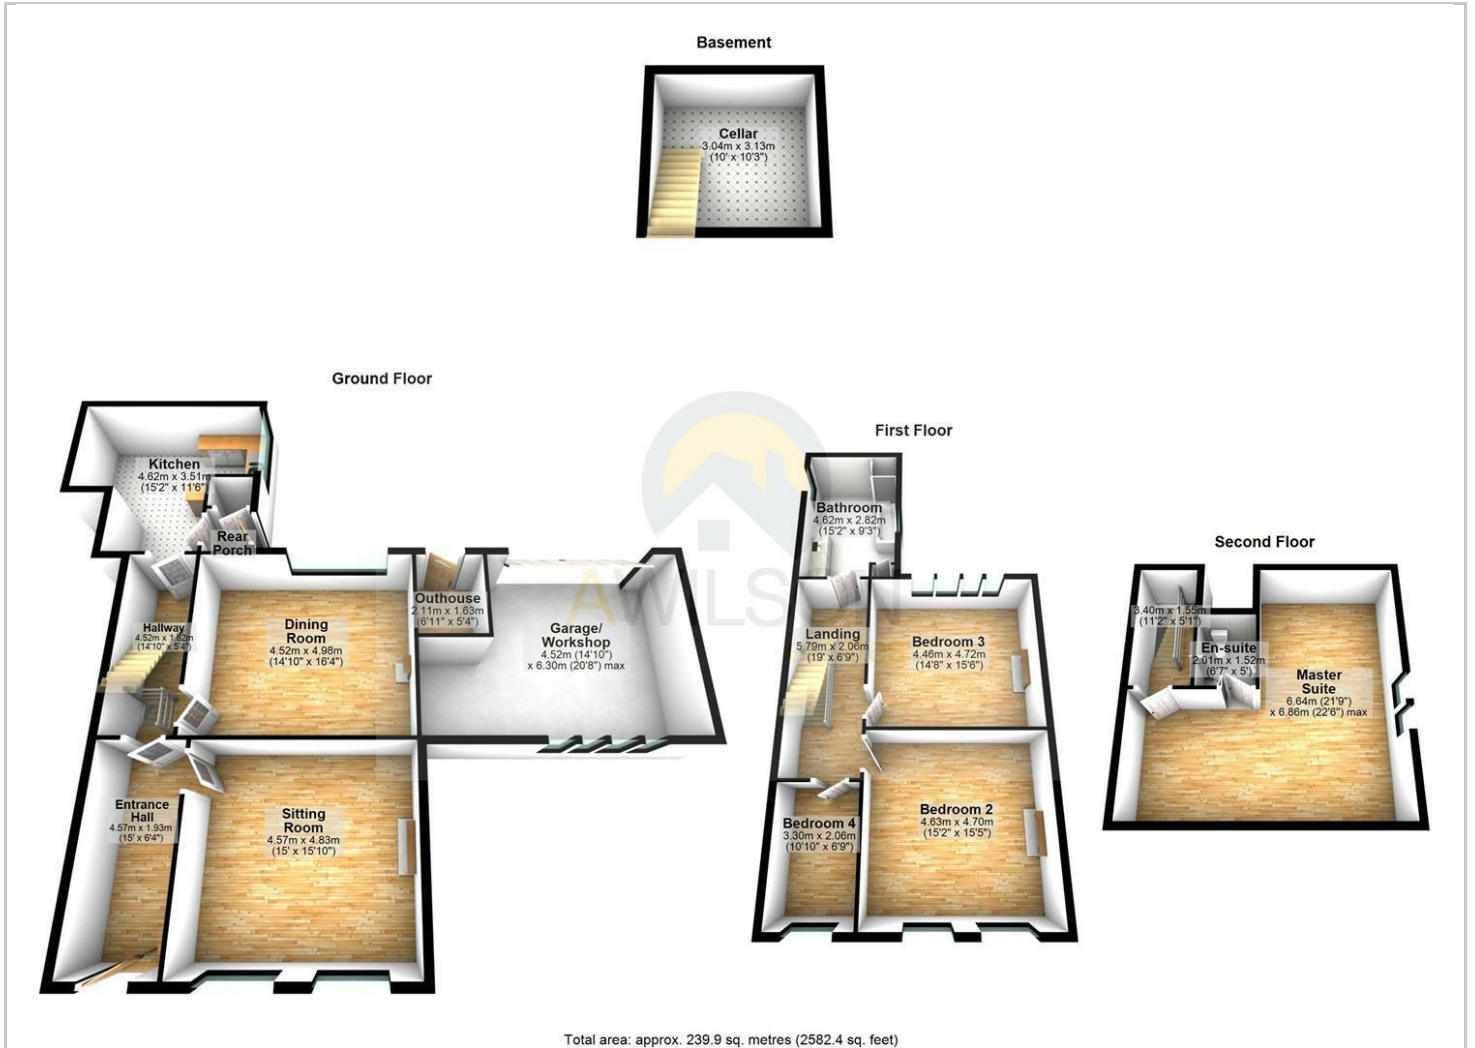 Basement
Cellar
3.04m x 3.13m
(10' x 10'3")
Ground Floor
Kitchen
4.62m x 3.51m
(15'2" x 11'6")
Rear
Porch
Hallway
4.52m x 1.62m
(14'10" x 5'4")
Dining
Room
4.52m x 4.98m
(14'10" x 16'4")
Outhouse
2.11m x 1.63m
(6'11" x 5'4")
Garage/
Workshop
4.52m (14'10")
x 6.30m (20'8") max
Entrance
Hall
4.57m x 1.93m
(15' x 6'4")
Sitting
Room
4.57m x 4.83m
(15' x 15'10")
First Floor
Bathroom
4.62m x 2.82m
(15'2" x 9'3")
Landing
5.79m x 2.06m
(19' x 6'9")
Bedroom 3
4.46m x 4.72m
(14'8" x 15'6")
Bedroom 4
3.30m x 2.06m
(10'10" x 6'9")
Bedroom 2
4.63m x 4.70m
(15'2" x 15'5")
Second Floor
3.40m x 1.55m
(11'2" x 5'1")
En-suite
2.01m x 1.52m
(6'7" x 5')
Master
Suite
6.64m (21'9")
x 6.86m (22'6") max
Total area: approx. 239.9 sq. metres (2582.4 sq. feet)